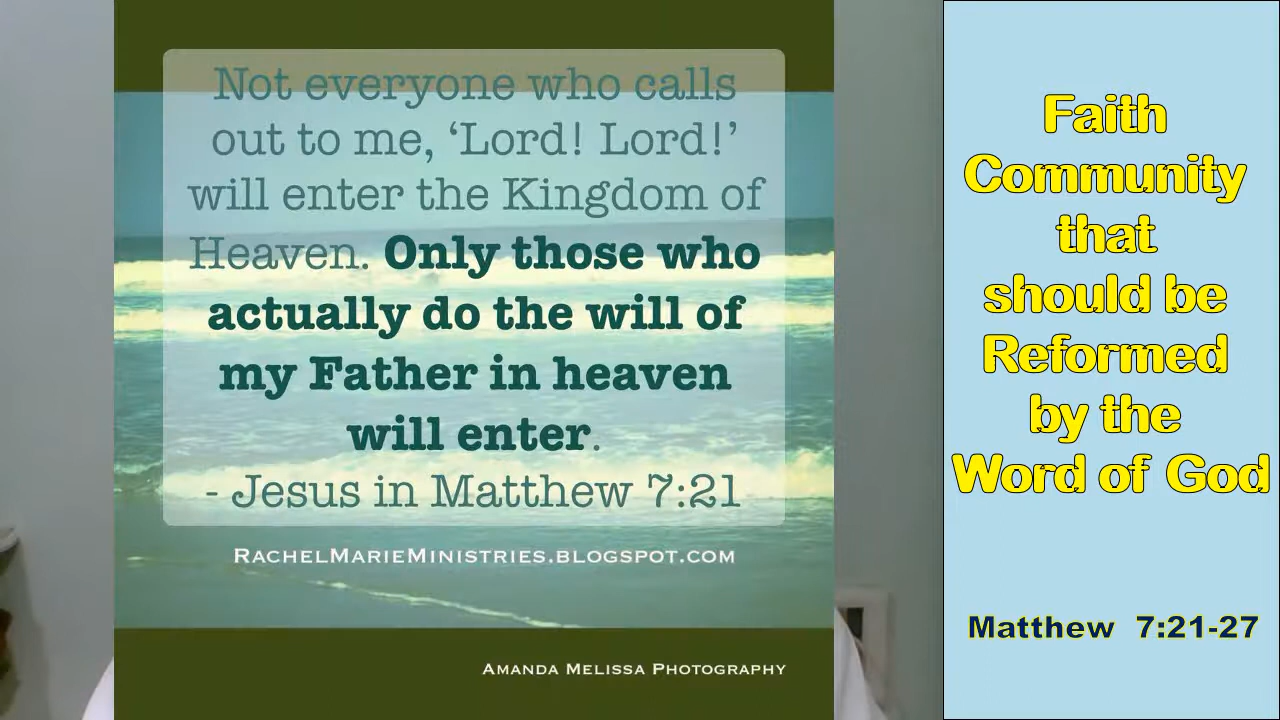 Not everyone who calls
out to me, ‘Lord! Lord!’
will enter the Kingdom of
Heaven. Only those who
actually do the will of
my Father in heaven
will enter.
- Jesus in Matthew 7:21
RACHELMARIEMINISTRIES.BLOGSPOT.COM
AMANDA MELISSA PHOTOGRAPHY
Faith
Community
that
should be
Reformed
by the
Word of God
Matthew 7:21-27